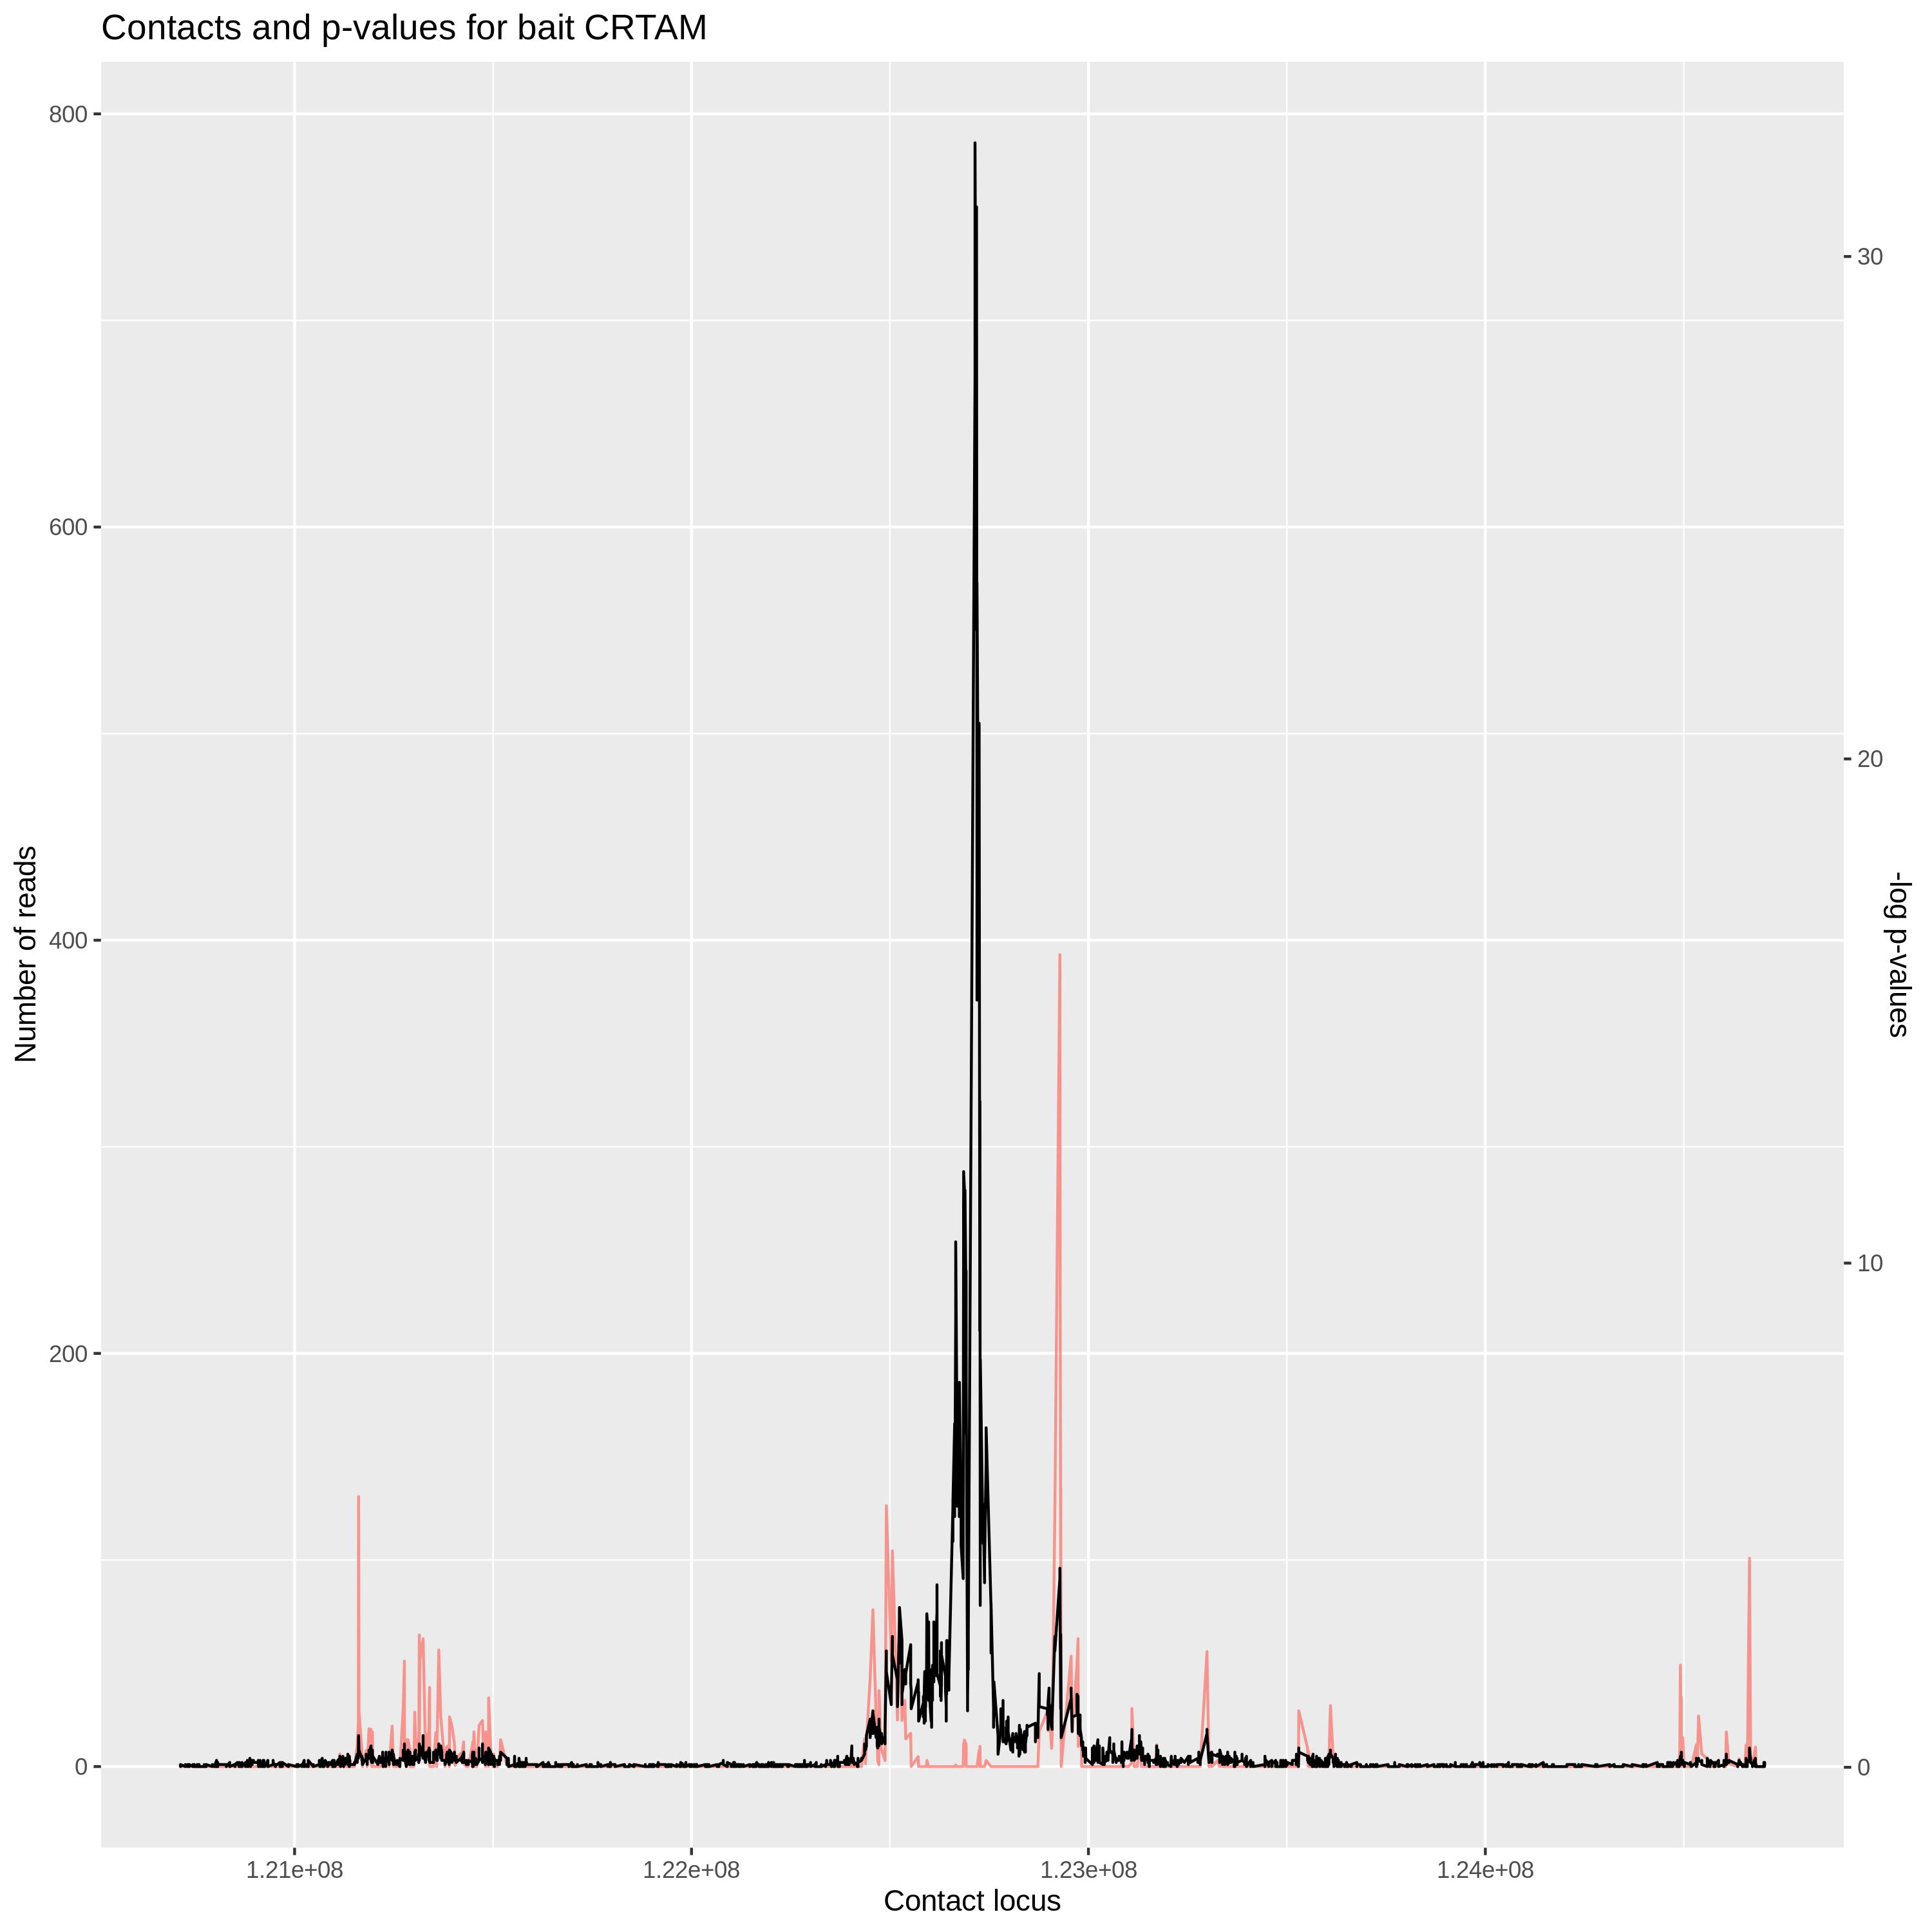 Contacts and p-values for bait CRTAM
800
600
400
200
0
Number of reads
30
20
10
0
-log p-values
1.21e+08
1.22e+08
1.23e+08
1.24e+08
Contact locus